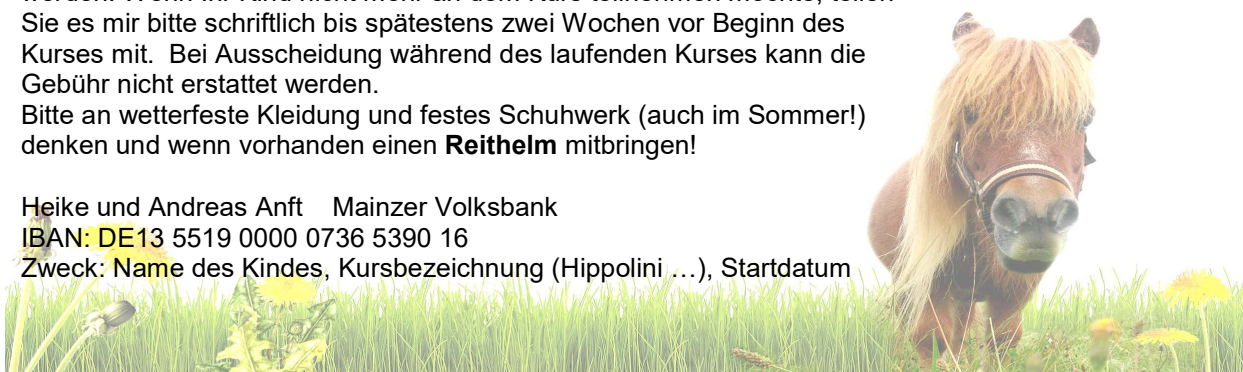 Sie es mir bitte schriftlich bis spätestens zwei Wochen vor Beginn des
Kurses mit.  Bei Ausscheidung während des laufenden Kurses kann die
Gebühr nicht erstattet werden.
Bitte an wetterfeste Kleidung und festes Schuhwerk (auch im Sommer!)
denken und wenn vorhanden einen Reithelm mitbringen!
Heike und Andreas Anft    Mainzer Volksbank
IBAN: DE13 5519 0000 0736 5390 16
Zweck: Name des Kindes, Kursbezeichnung (Hippolini …), Startdatum